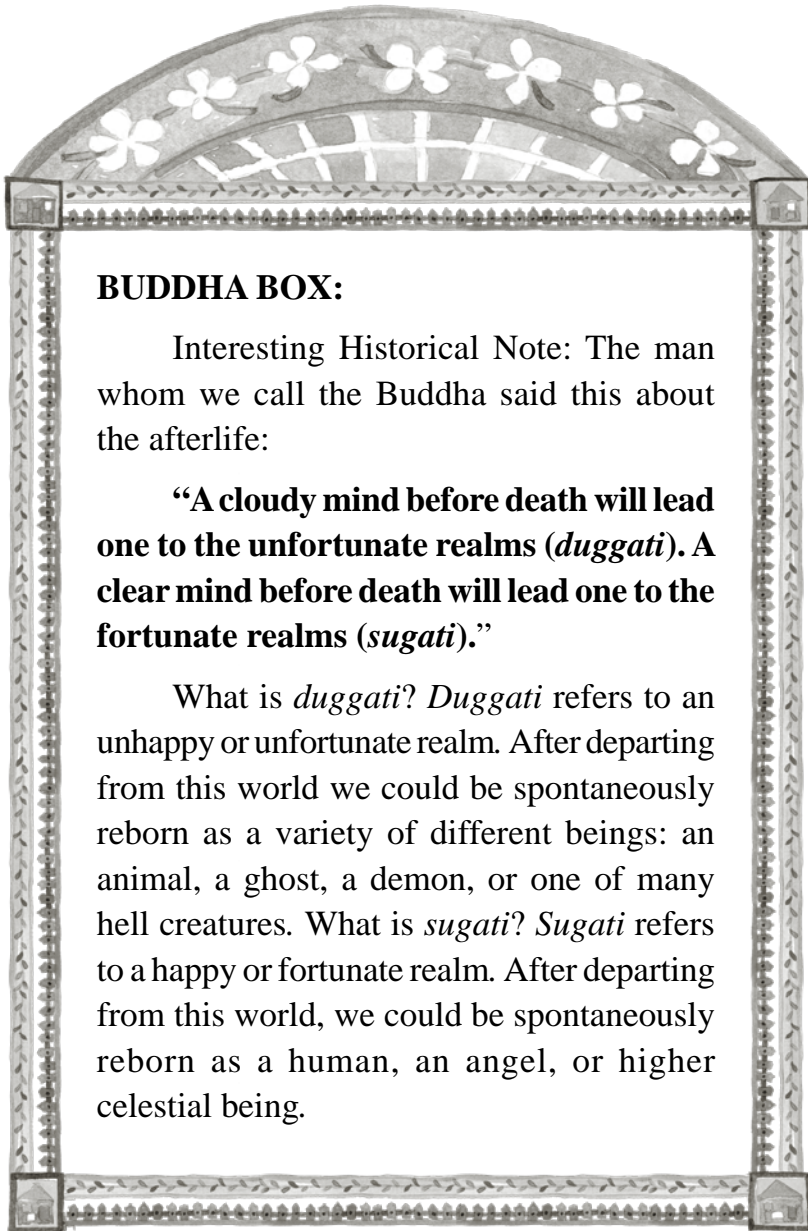 BUDDHA BOX:
Interesting Historical Note: The man
whom we call the Buddha said this about
the afterlife:
“A cloudy mind before death will lead
one to the unfortunate realms (duggati). A
clear mind before death will lead one to the
fortunate realms (sugati).”
What is duggati? Duggati refers to an
unhappy or unfortunate realm. After departing
from this world we could be spontaneously
reborn as a variety of different beings: an
animal, a ghost, a demon, or one of many
hell creatures. What is sugati? Sugati refers
to a happy or fortunate realm. After departing
from this world, we could be spontaneously
reborn as a human, an angel, or higher
celestial being.